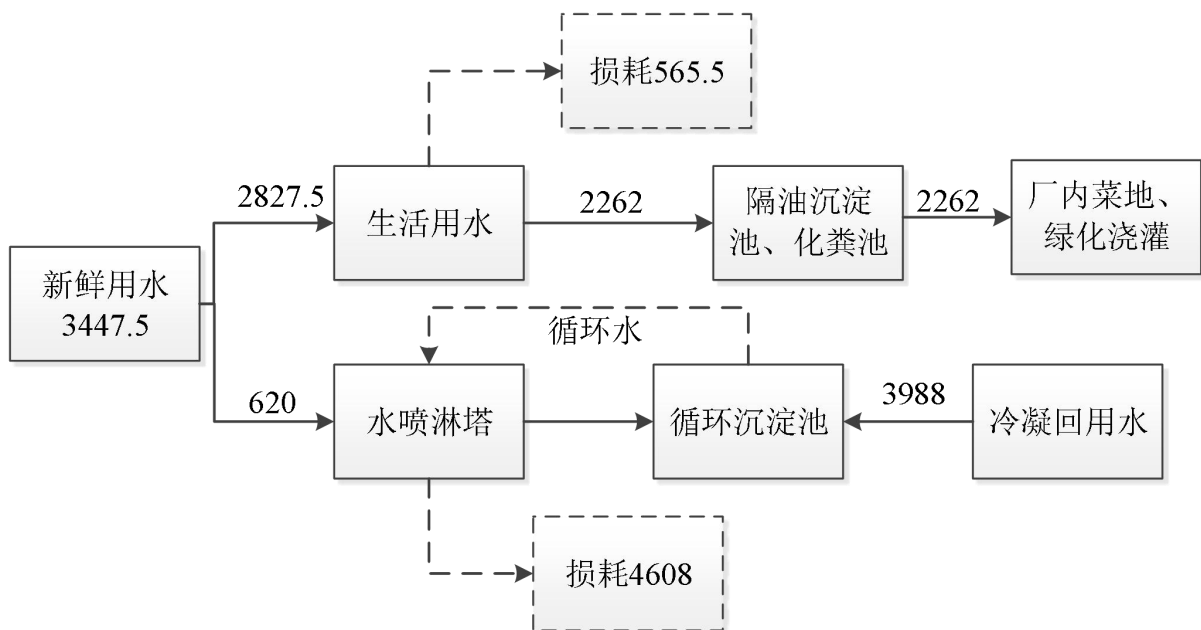 损耗565.5
2827.5
生活用水
2262
隔油沉淀
池、化粪池
2262
厂内菜地、
绿化浇灌
新鲜用水
3447.5
循环水
620
水喷淋塔
循环沉淀池
3988
冷凝回用水
损耗4608